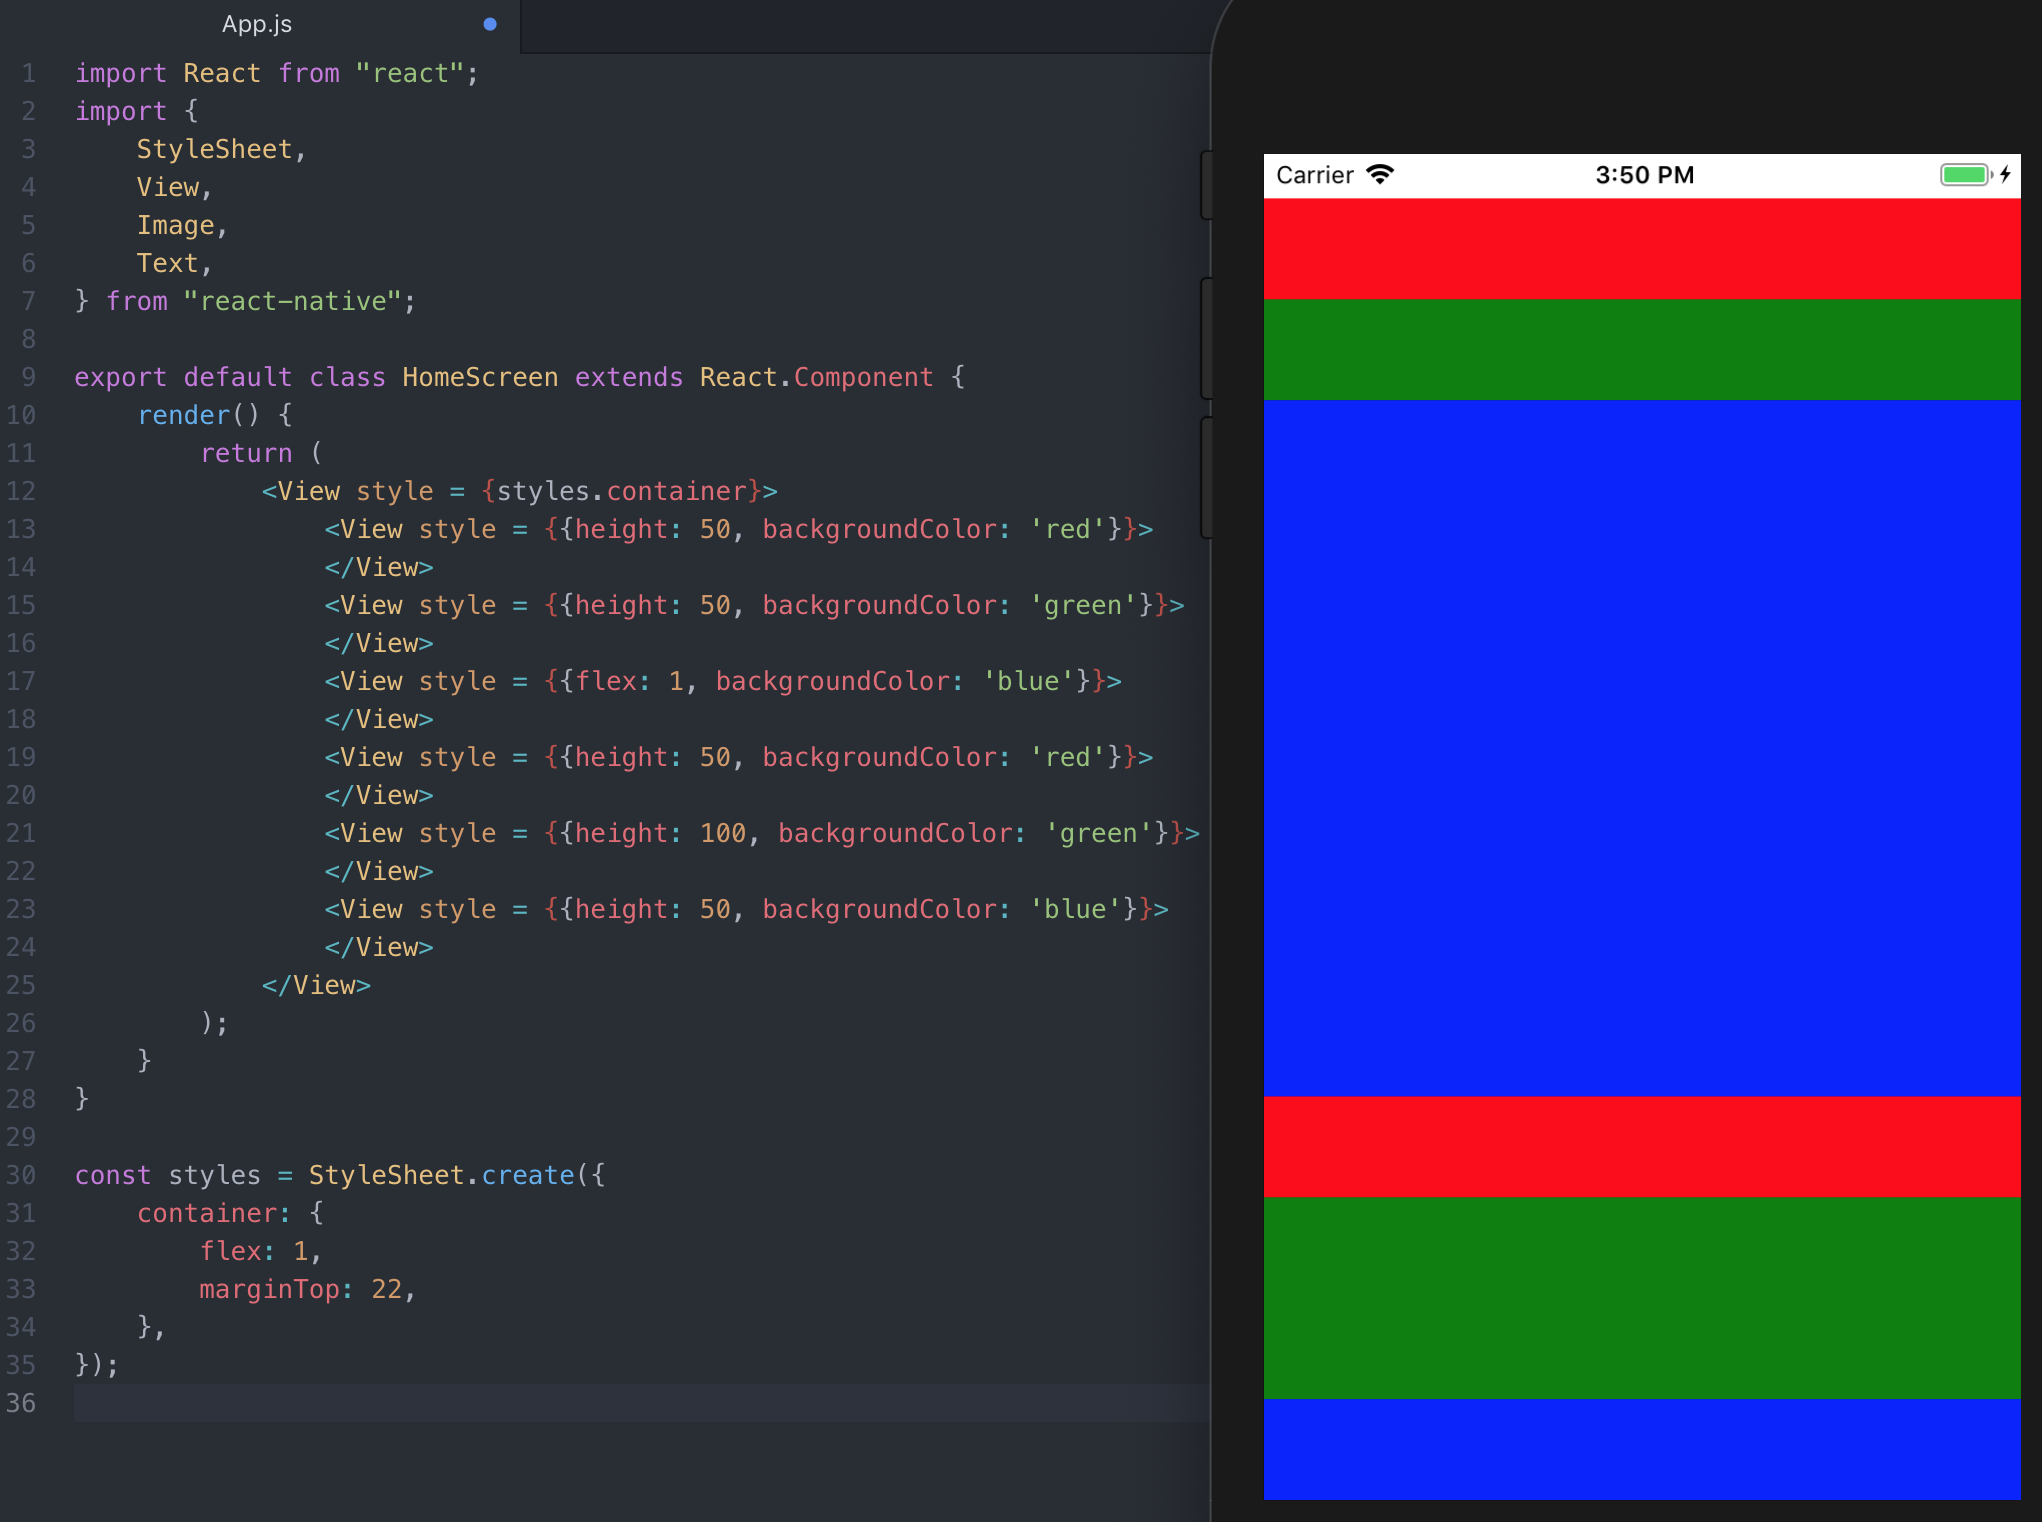 App.js
1 import React from "react";
2 import {
3     StyleSheet,
4     View,
5     Image,
6     Text,
7 } from "react-native";
8
9 export default class HomeScreen extends React.Component {
10     render() {
11         return (
12             <View style = {styles.container}>
13                 <View style = {{height: 50, backgroundColor: 'red'}}>
14                 </View>
15                 <View style = {{height: 50, backgroundColor: 'green'}}>
16                 </View>
17                 <View style = {{flex: 1, backgroundColor: 'blue'}}>
18                 </View>
19                 <View style = {{height: 50, backgroundColor: 'red'}}>
20                 </View>
21                 <View style = {{height: 100, backgroundColor: 'green'}}>
22                 </View>
23                 <View style = {{height: 50, backgroundColor: 'blue'}}>
24                 </View>
25             </View>
26         );
27     }
28 }
29
30 const styles = StyleSheet.create({
31     container: {
32         flex: 1,
33         marginTop: 22,
34     },
35 });
36
Carrier 3:50 PM